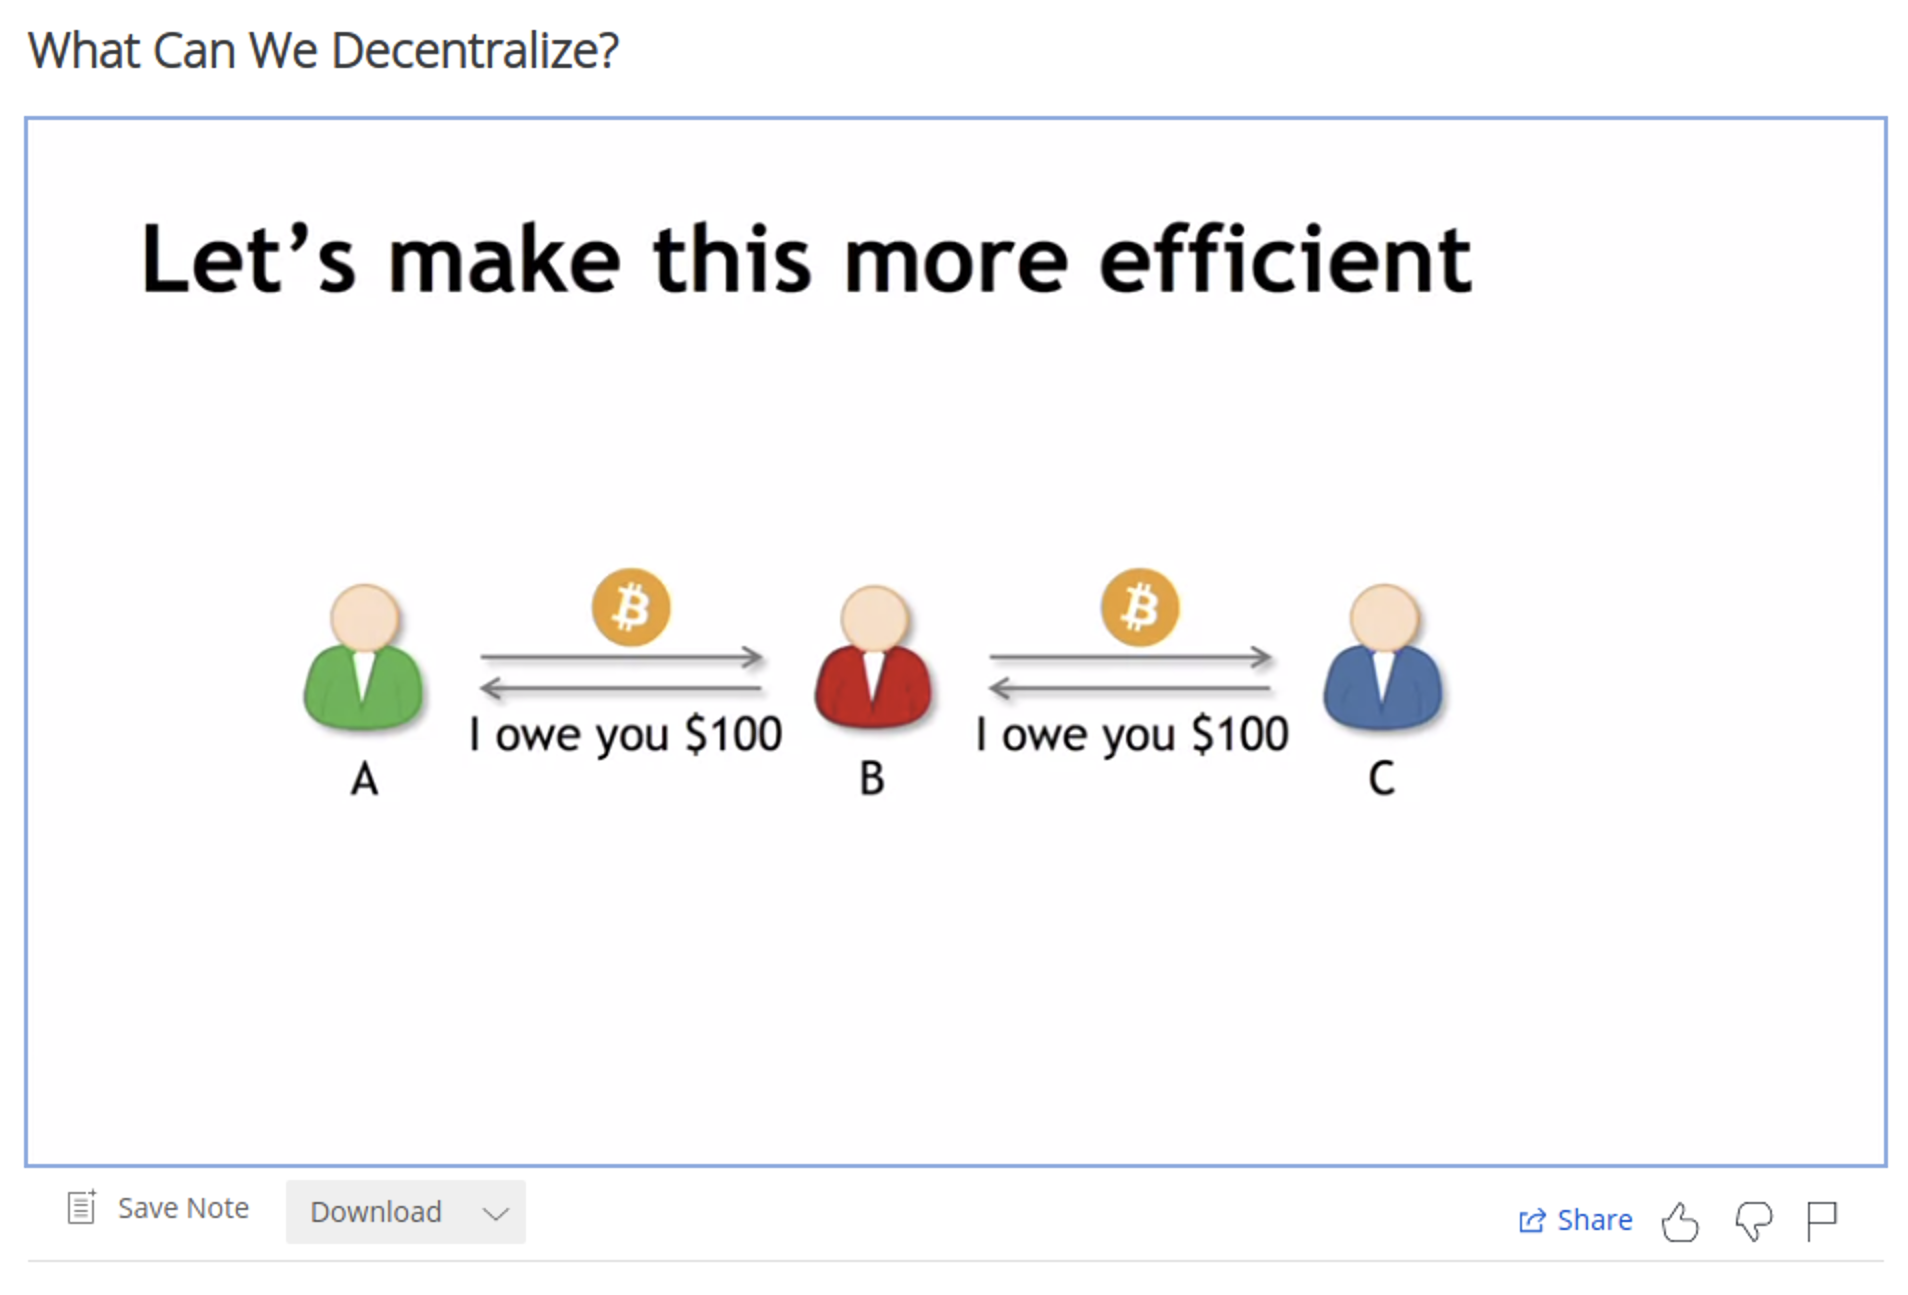 What Can We Decentralize?
Let’s make this more efficient
I owe you $100 I owe you $100
A B C
Save Note Download Share